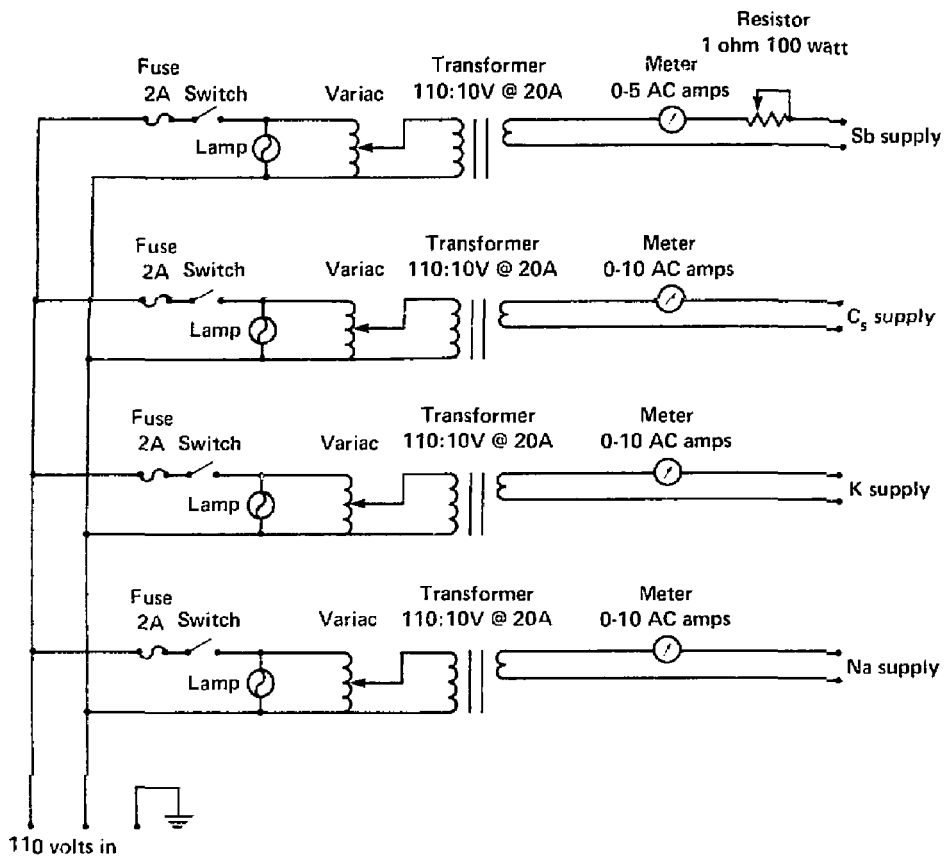 Resistor
1 ohm 100 watt
Fuse
2A Switch
Variac
Transformer
110:10V @ 20A
Meter
0-5 AC amps
Lamp
Sb supply
Fuse
2A Switch
Variac
Transformer
110:10V @ 20A
Meter
0-10 AC amps
Lamp
Cs supply
Fuse
2A Switch
Variac
Transformer
110:10V @ 20A
Meter
0-10 AC amps
Lamp
K supply
Fuse
2A Switch
Variac
Transformer
110:10V @ 20A
Meter
0-10 AC amps
Lamp
Na supply
110 volts in